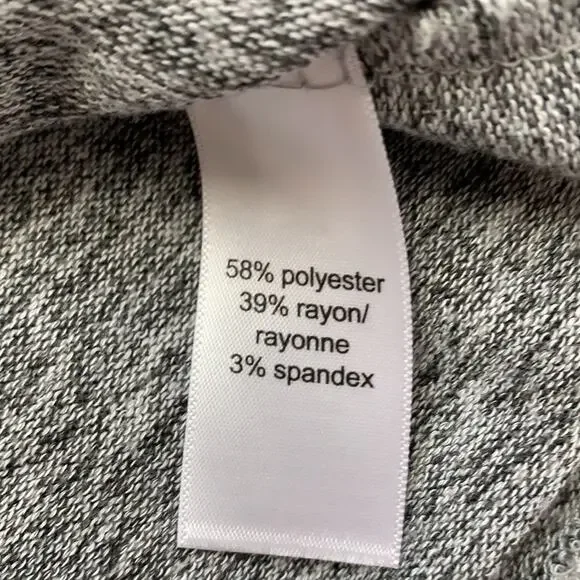 58% polyester
39% rayon/
rayonne
3% spandex